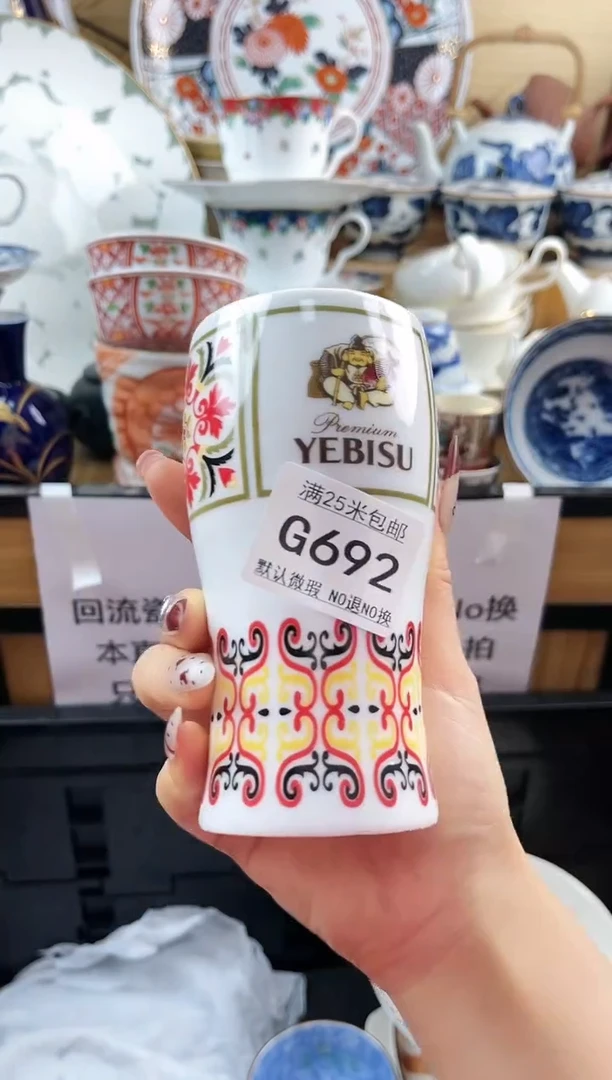 Premium
YEBISU
满25米包邮
G692
默认微瑕 NO退NO换
回流瓷
No换
本
拍